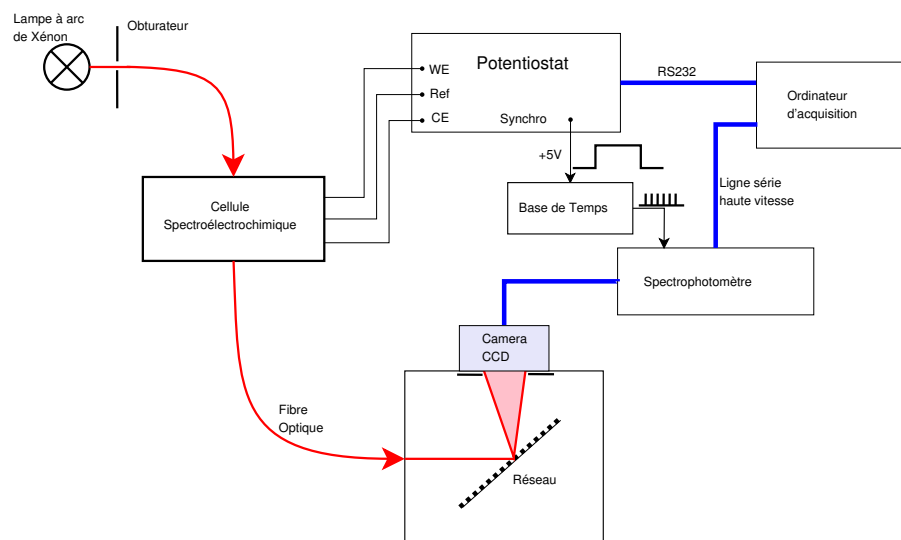 Lampe à arc
de Xénon
Obturateur
Potentiostat
WE
Ref
CE
Synchro
RS232
Ordinateur
d'acquisition
+5V
Ligne série
haute vitesse
Base de Temps
Cellule
Spectroélectrochimique
Spectrophotomètre
Camera
CCD
Fibre
Optique
Réseau